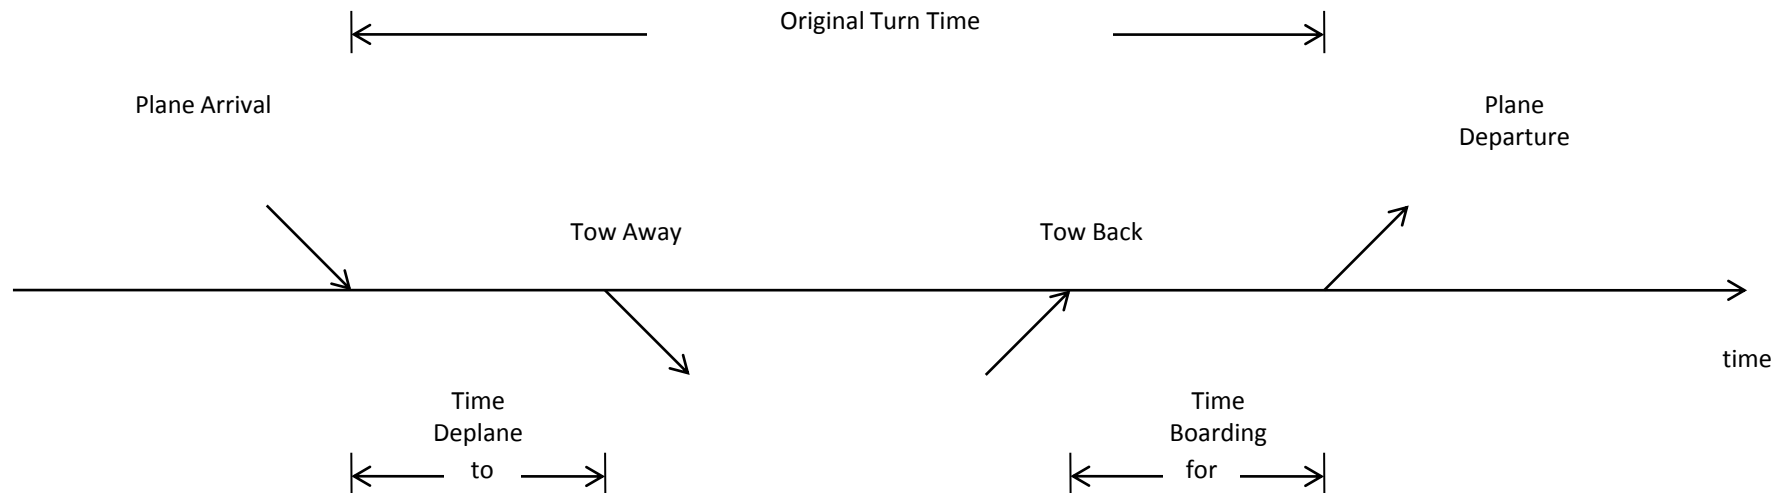 Original Turn Time
Plane Arrival
Plane
Departure
Tow Away
Tow Back
time
Time
Deplane
to
Time
Boarding
for